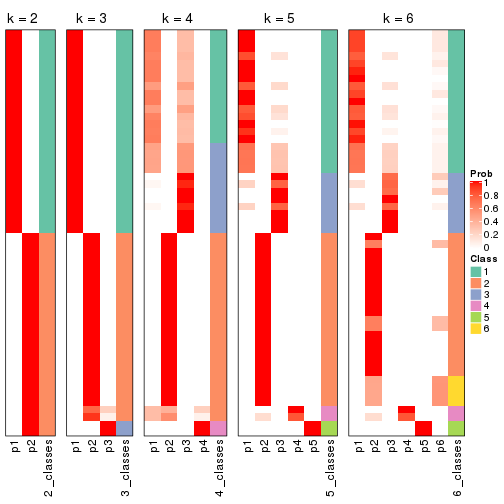 k = 2
k = 3
k = 4
k = 5
k = 6
Prob
1
0.8
0.6
0.4
0.2
0
Class
1
2
3
4
5
6
p1
p2
2_classes
p1
p2
p3
3_classes
p1
p2
p3
p4
4_classes
p1
p2
p3
p4
p5
5_classes
p1
p2
p3
p4
p5
p6
6_classes